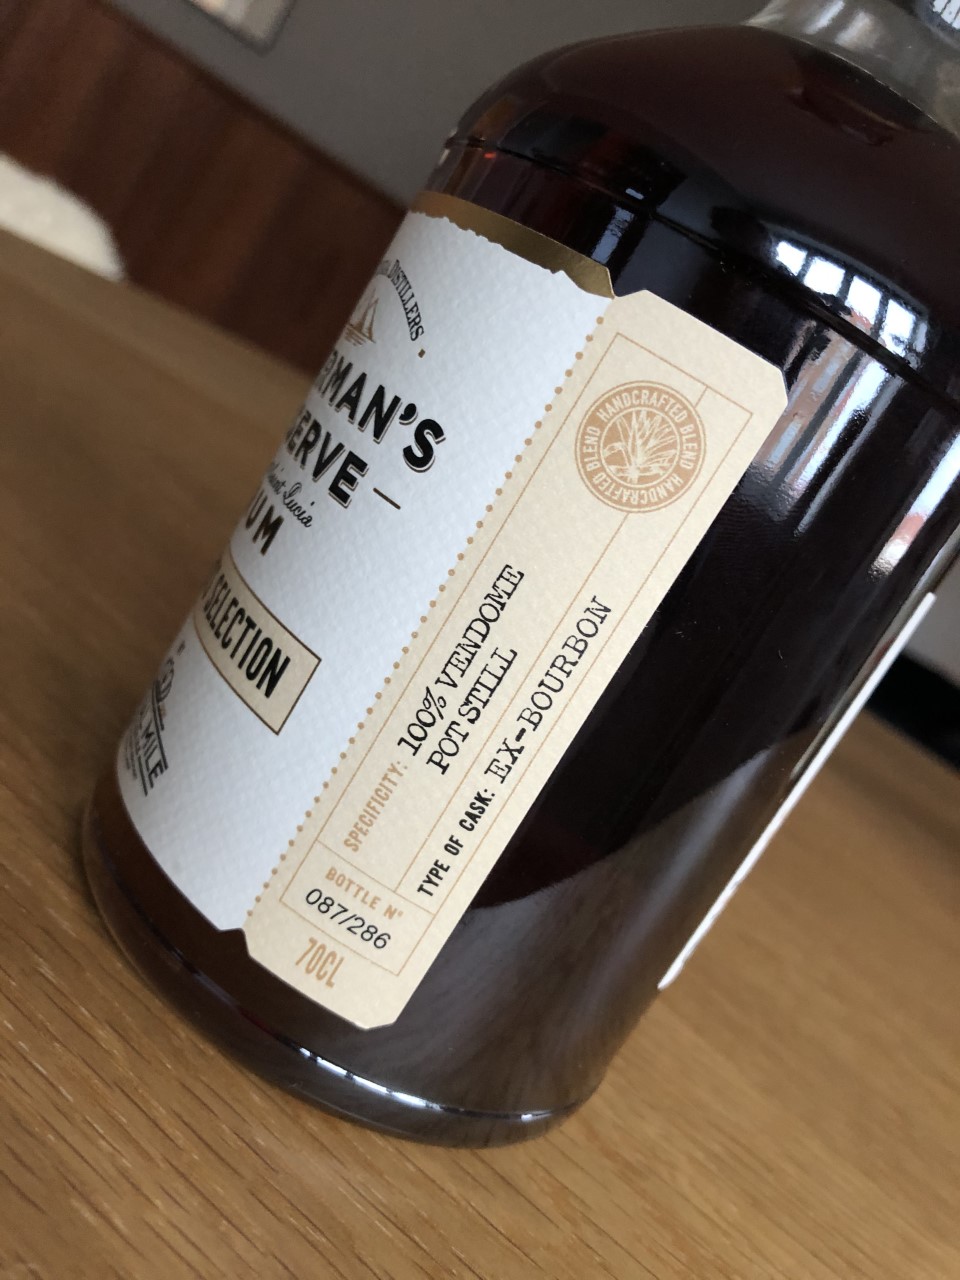 DISTILLERS
MAN'S
ERVE
Saint Lucia
UM
SELECTION
MILE
HANDCRAFTED BLEND HANDCRAFTED BLEND
SPECIFICITY: 100% VENDOME
POT STILL
TYPE OF CASK: EX-BOURBON
BOTTLE N°
087/286
70CL